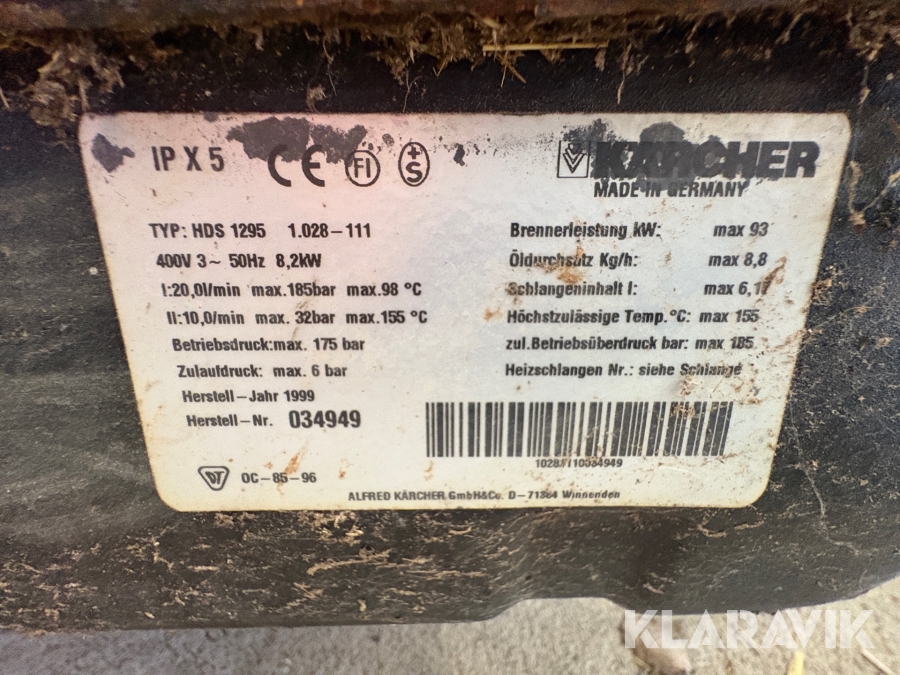 IP X 5 CE FI +S
KÄRCHER
MADE IN GERMANY
TYP: HDS 1295 1.028-111
400V 3~ 50Hz 8,2kW
I:20,0l/min max.185bar max.98 °C
II:10,0/min max. 32bar max.155 °C
Betriebsdruck:max. 175 bar
Zulaufdruck: max. 6 bar
Herstell-Jahr 1999
Herstell-Nr. 034949
Brennerleistung kW: max 93
Öldurchsatz Kg/h: max 8,8
Schlangeninhalt l: max 6,1
Höchstzulässige Temp.°C: max 155
zul.Betriebsüberdruck bar: max 185
Heizschlangen Nr.: siehe Schlange
DT OC-85-96
ALFRED KÄRCHER GmbH&Co. D-71364 Winnenden
KLARAVIK